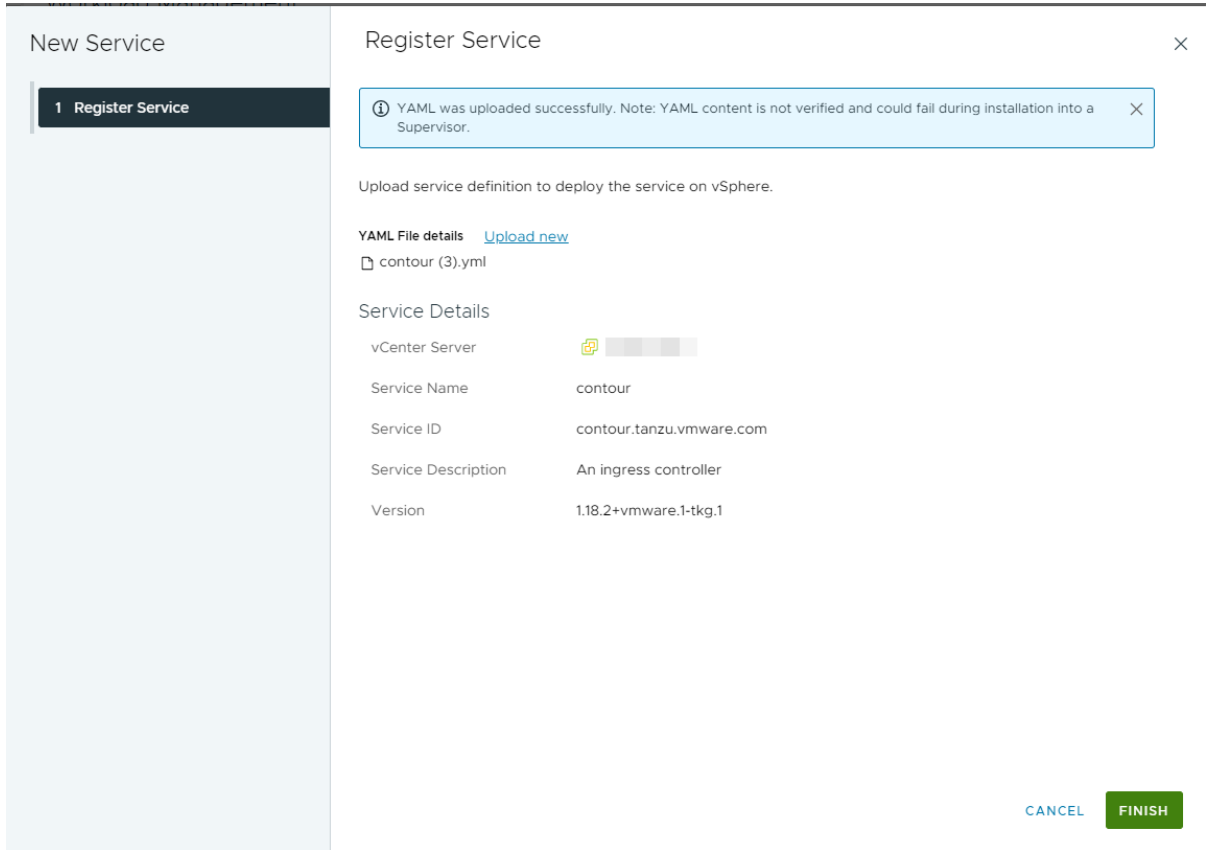 New Service
1 Register Service
Register Service
YAML was uploaded successfully. Note: YAML content is not verified and could fail during installation into a
Supervisor.
Upload service definition to deploy the service on vSphere.
YAML File details Upload new
contour (3).yml
Service Details
vCenter Server
Service Name contour
Service ID contour.tanzu.vmware.com
Service Description An ingress controller
Version 1.18.2+vmware.1-tkg.1
CANCEL FINISH